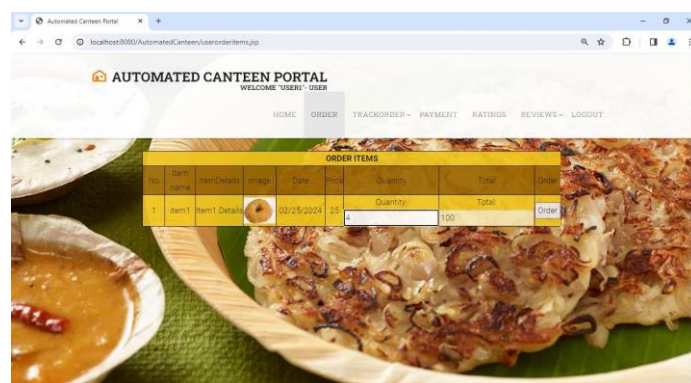 Automated Canteen Portal
localhost:8080/AutomatedCanteen/userorderitems.jsp
AUTOMATED CANTEEN PORTAL
WELCOME "USER1"- USER
HOME ORDER TRACKORDER PAYMENT RATINGS REVIEWS LOGOUT
ORDER ITEMS
No Item name ItemDetails Image Date Price Quantity Total Order
1 Item1 Item1 Details 02/25/2024 25 Quantity: Total: Order
4 100